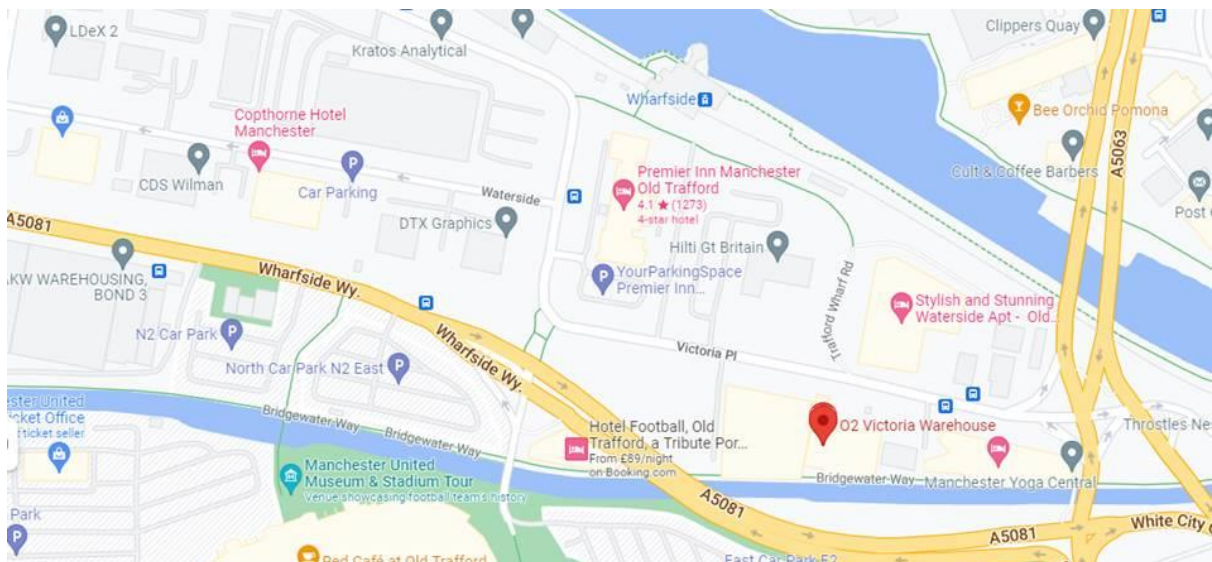 LDeX 2
Kratos Analytical
Clippers Quay
Wharfside
Copthorne Hotel
Manchester
Bee Orchid Pomona
A5063
CDS Wilman
Car Parking
Waterside
Premier Inn Manchester
Old Trafford
4.1 ★ (1273)
4-star hotel
Cult & Coffee Barbers
Post
A5081
DTX Graphics
Hilti Gt Britain
AKW WAREHOUSING,
BOND 3
Wharfside Wy.
YourParkingSpace
Premier Inn...
Trafford Wharf Rd
Stylish and Stunning
Waterside Apt - Old...
N2 Car Park
Wharfside Wy.
Victoria Pl
North Car Park N2 East
Bridgewater Way
Bridgewater Way
Hotel Football, Old
Trafford, a Tribute Por...
From £89/night
on Booking.com
O2 Victoria Warehouse
Throstles Nes
ester United
icket Office
ticket seller
Manchester United
Museum & Stadium Tour
Venue showcasing football team's history
Bridgewater Way
Manchester Yoga Central
A5081
Park
A5081
White City
Red Café at Old Trafford
East Car Park E2